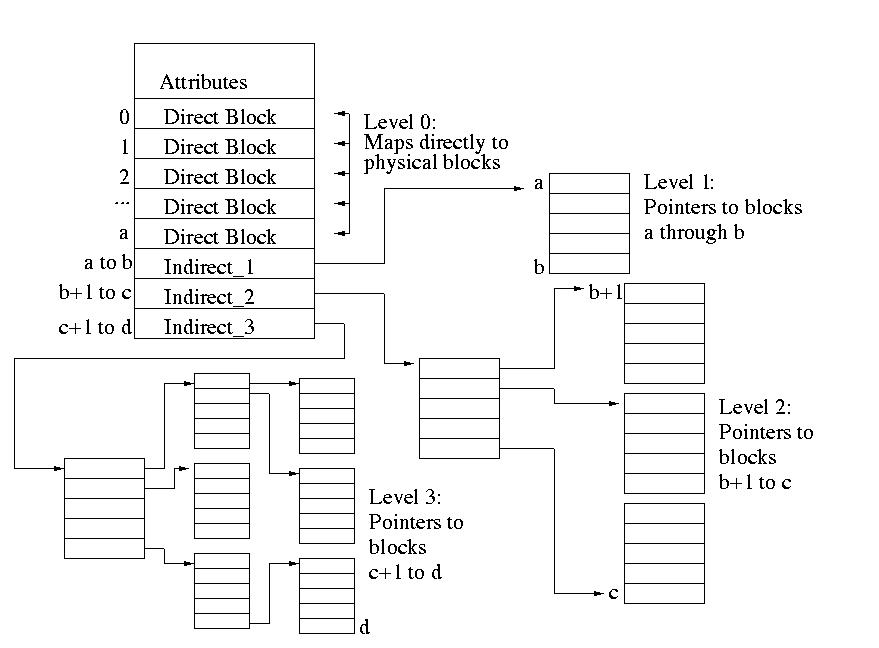 Attributes
0 Direct Block
1 Direct Block
2 Direct Block
... Direct Block
a Direct Block
a to b Indirect_1
b+1 to c Indirect_2
c+1 to d Indirect_3
Level 0:
Maps directly to
physical blocks
a
b
Level 1:
Pointers to blocks
a through b
b+1
c
Level 2:
Pointers to
blocks
b+1 to c
Level 3:
Pointers to
blocks
c+1 to d
d